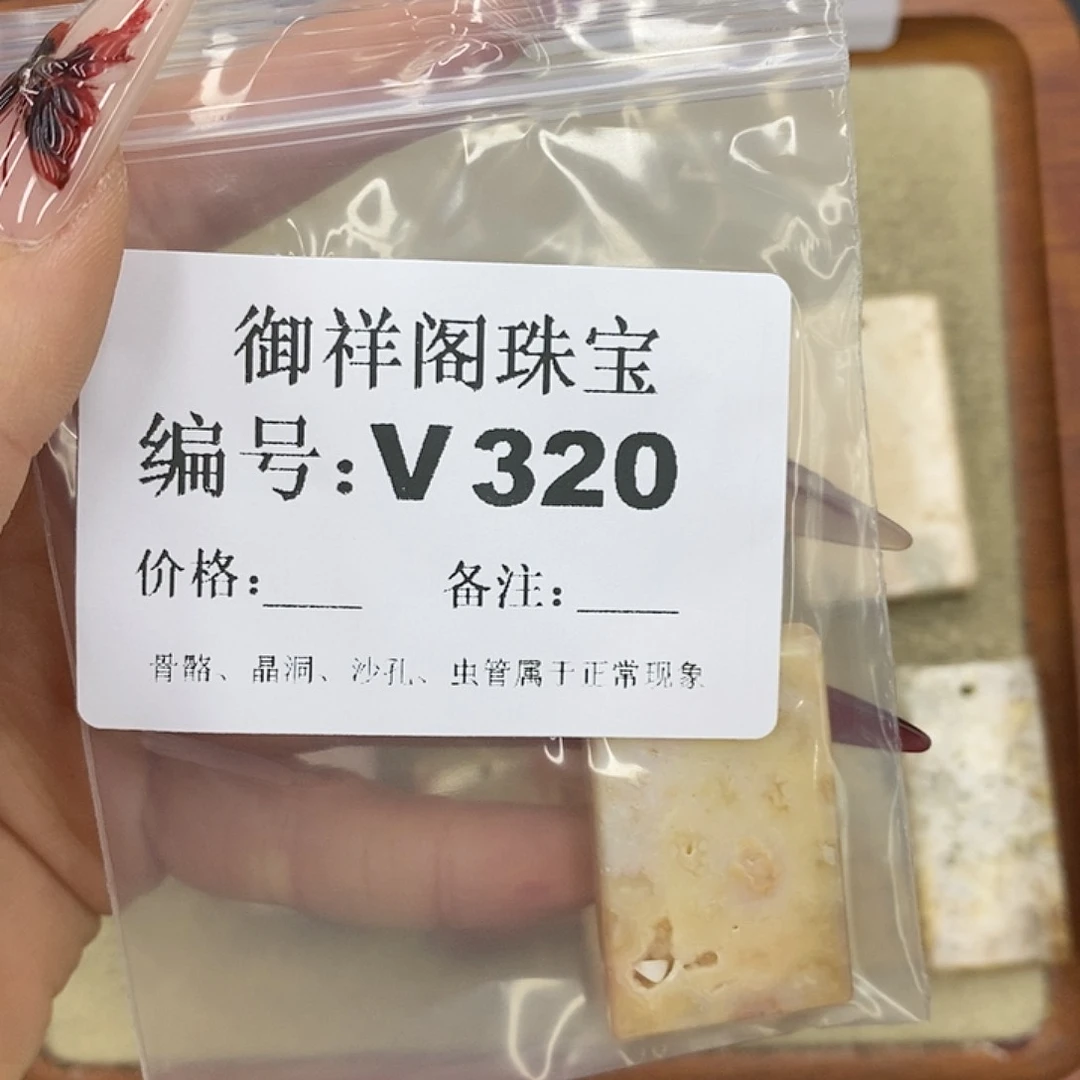 御祥阁珠宝
编号:V320
价格:____ 备注:____
骨骼、晶洞、沙孔、虫管属于正常现象